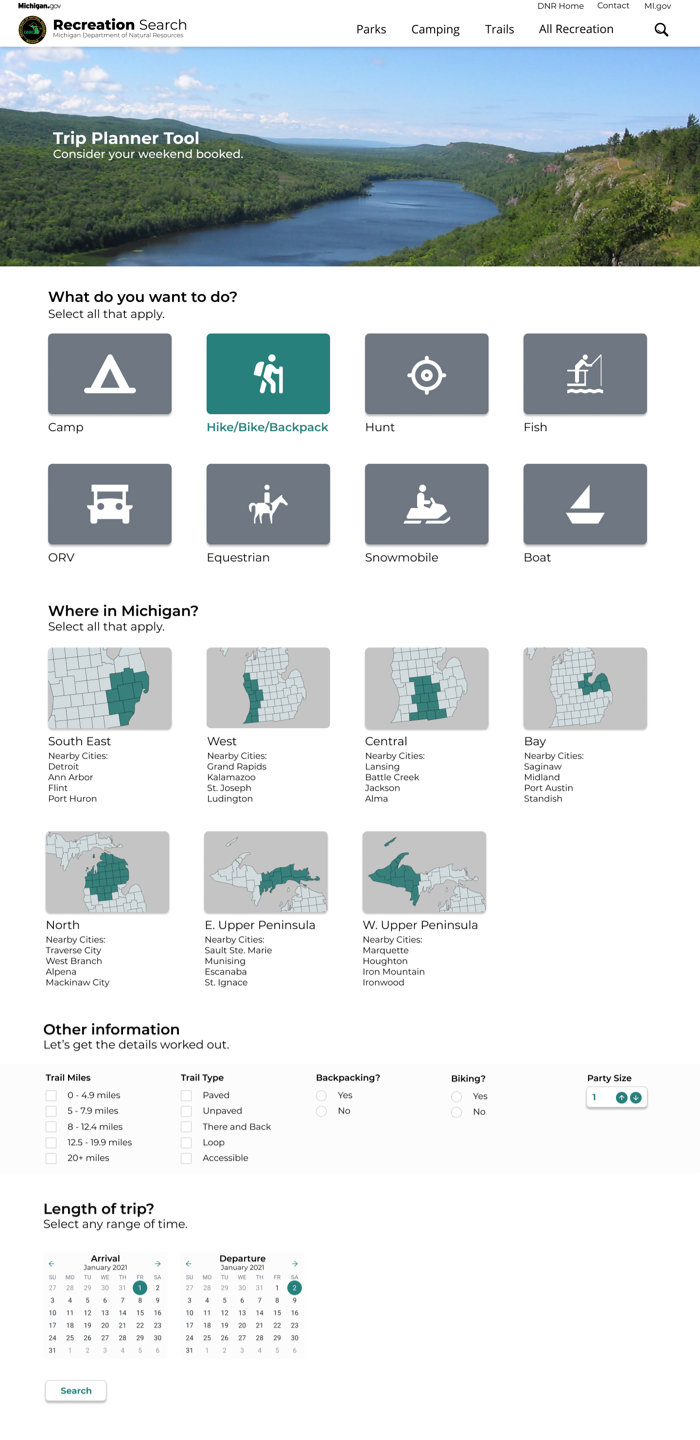 Michigan.gov
DNR Home Contact MI.gov
Recreation Search
Michigan Department of Natural Resources
Parks Camping Trails All Recreation
Trip Planner Tool
Consider your weekend booked.
What do you want to do?
Select all that apply.
Camp Hike/Bike/Backpack Hunt Fish
ORV Equestrian Snowmobile Boat
Where in Michigan?
Select all that apply.
South East
Nearby Cities:
Detroit
Ann Arbor
Flint
Port Huron
West
Nearby Cities:
Grand Rapids
Kalamazoo
St. Joseph
Ludington
Central
Nearby Cities:
Lansing
Battle Creek
Jackson
Alma
Bay
Nearby Cities:
Saginaw
Midland
Port Austin
Standish
North
Nearby Cities:
Traverse City
West Branch
Alpena
Mackinaw City
E. Upper Peninsula
Nearby Cities:
Sault Ste. Marie
Munising
Escanaba
St. Ignace
W. Upper Peninsula
Nearby Cities:
Marquette
Houghton
Iron Mountain
Ironwood
Other information
Let's get the details worked out.
Trail Miles
0 - 4.9 miles
5 - 7.9 miles
8 - 12.4 miles
12.5 - 19.9 miles
20+ miles
Trail Type
Paved
Unpaved
There and Back
Loop
Accessible
Backpacking?
Yes
No
Biking?
Yes
No
Party Size
1
Length of trip?
Select any range of time.
Arrival
January 2021
SU MO TU WE TH FR SA
27 28 29 30 31 1 2
3 4 5 6 7 8 9
10 11 12 13 14 15 16
17 18 19 20 21 22 23
24 25 26 27 28 29 30
31 1 2 3 4 5 6
Departure
January 2021
SU MO TU WE TH FR SA
27 28 29 30 31 1 2
3 4 5 6 7 8 9
10 11 12 13 14 15 16
17 18 19 20 21 22 23
24 25 26 27 28 29 30
31 1 2 3 4 5 6
Search